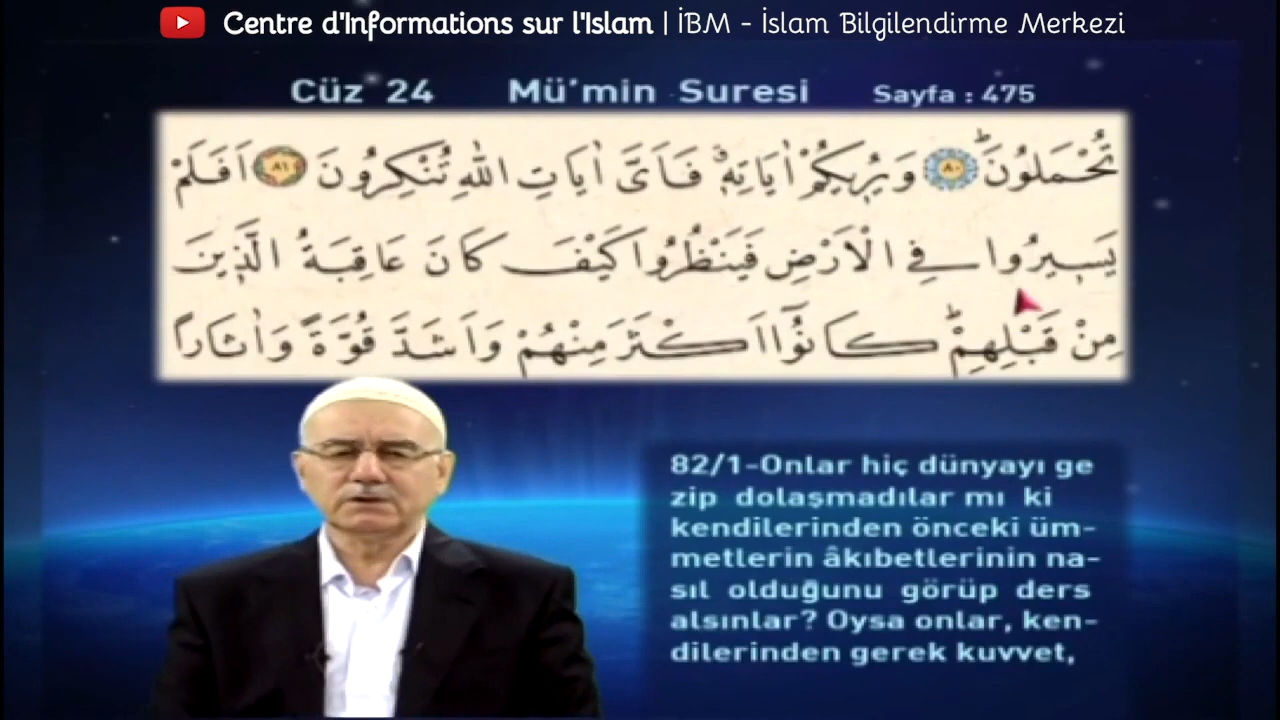 Centre d'Informations sur l'Islam | İBM - İslam Bilgilendirme Merkezi
Cüz 24 Mü'min Suresi Sayfa : 475
تُحْمَلُونَۜ ﴿٨٠﴾ وَيُر۪يكُمْ اٰيَاتِه۪ۗ فَاَيَّ اٰيَاتِ اللّٰهِ تُنْكِرُونَ ﴿٨١﴾ اَفَلَمْ
يَس۪يرُوا فِي الْاَرْضِ فَيَنْظُرُوا كَيْفَ كَانَ عَاقِبَةُ الَّذ۪ينَ
مِنْ قَبْلِهِمْۜ كَانُٓوا اَكْثَرَ مِنْهُمْ وَاَشَدَّ قُوَّةً وَاٰثَارًا
82/1-Onlar hiç dünyayı ge
zip dolaşmadılar mı ki
kendilerinden önceki üm-
metlerin âkıbetlerinin na-
sıl olduğunu görüp ders
alsınlar? Oysa onlar, ken-
dilerinden gerek kuvvet,